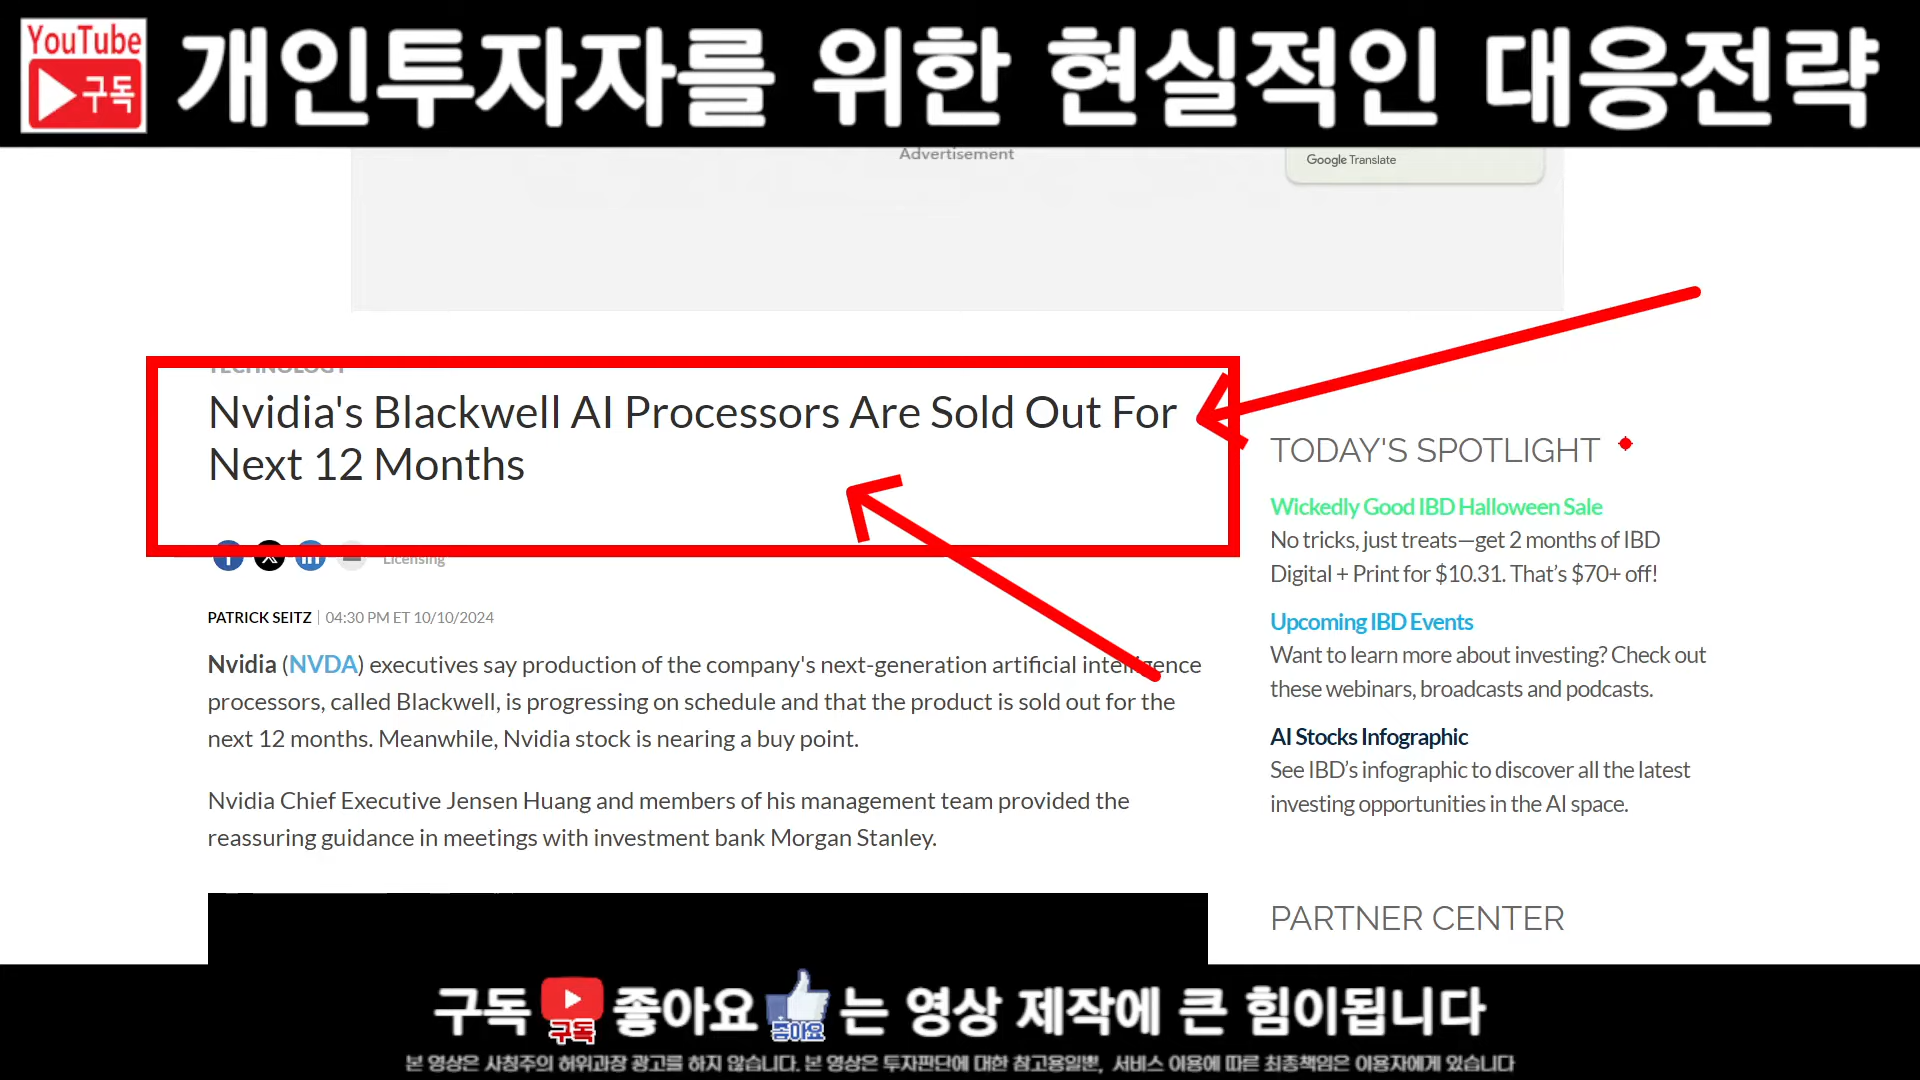 YouTube
구독
개인투자자를 위한 현실적인 대응전략
Advertisement
Google Translate
TECHNOLOGY
Nvidia's Blackwell AI Processors Are Sold Out For
Next 12 Months
Licensing
PATRICK SEITZ | 04:30 PM ET 10/10/2024
Nvidia (NVDA) executives say production of the company's next-generation artificial intelligence
processors, called Blackwell, is progressing on schedule and that the product is sold out for the
next 12 months. Meanwhile, Nvidia stock is nearing a buy point.
Nvidia Chief Executive Jensen Huang and members of his management team provided the
reassuring guidance in meetings with investment bank Morgan Stanley.
TODAY'S SPOTLIGHT
Wickedly Good IBD Halloween Sale
No tricks, just treats—get 2 months of IBD
Digital + Print for $10.31. That’s $70+ off!
Upcoming IBD Events
Want to learn more about investing? Check out
these webinars, broadcasts and podcasts.
AI Stocks Infographic
See IBD’s infographic to discover all the latest
investing opportunities in the AI space.
PARTNER CENTER
구독 구독 좋아요 좋아요 는 영상 제작에 큰 힘이됩니다
본 영상은 사칭주의 허위과장 광고를 하지 않습니다. 본 영상은 투자판단에 대한 참고용일뿐, 서비스 이용에 따른 최종책임은 이용자에게 있습니다